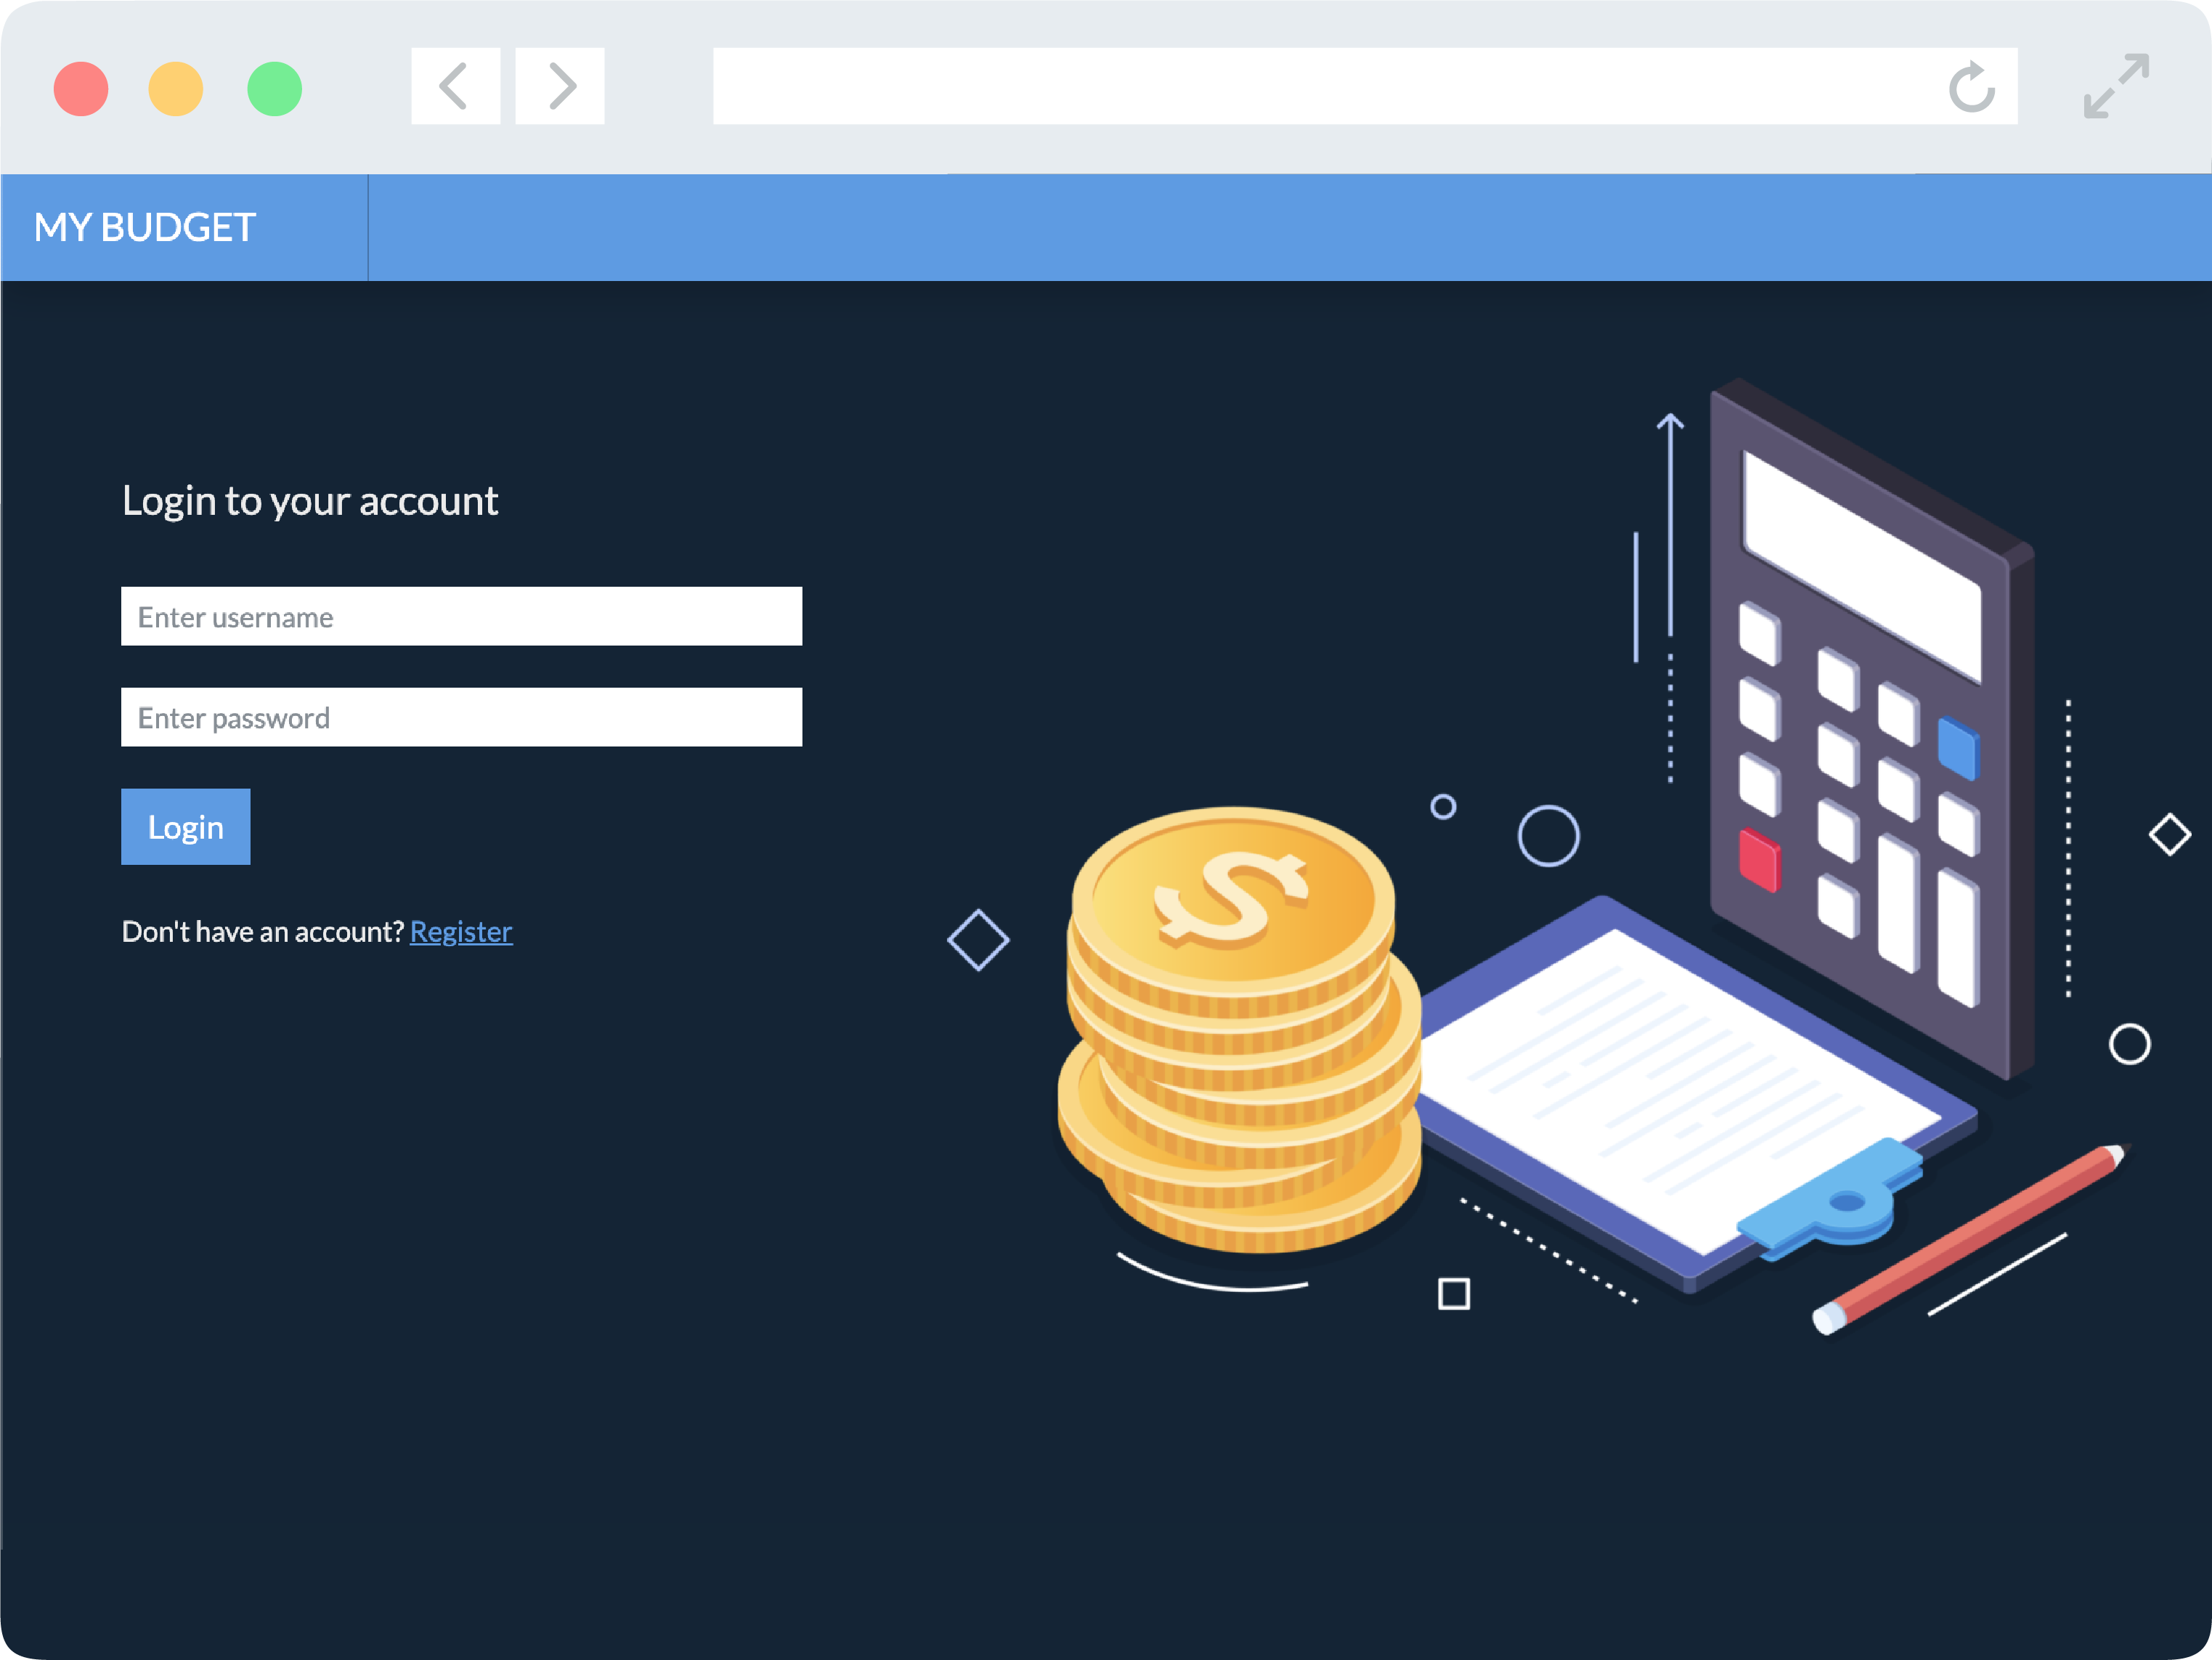 MY BUDGET
Login to your account
Enter username
Enter password
Login
Don't have an account? Register
$